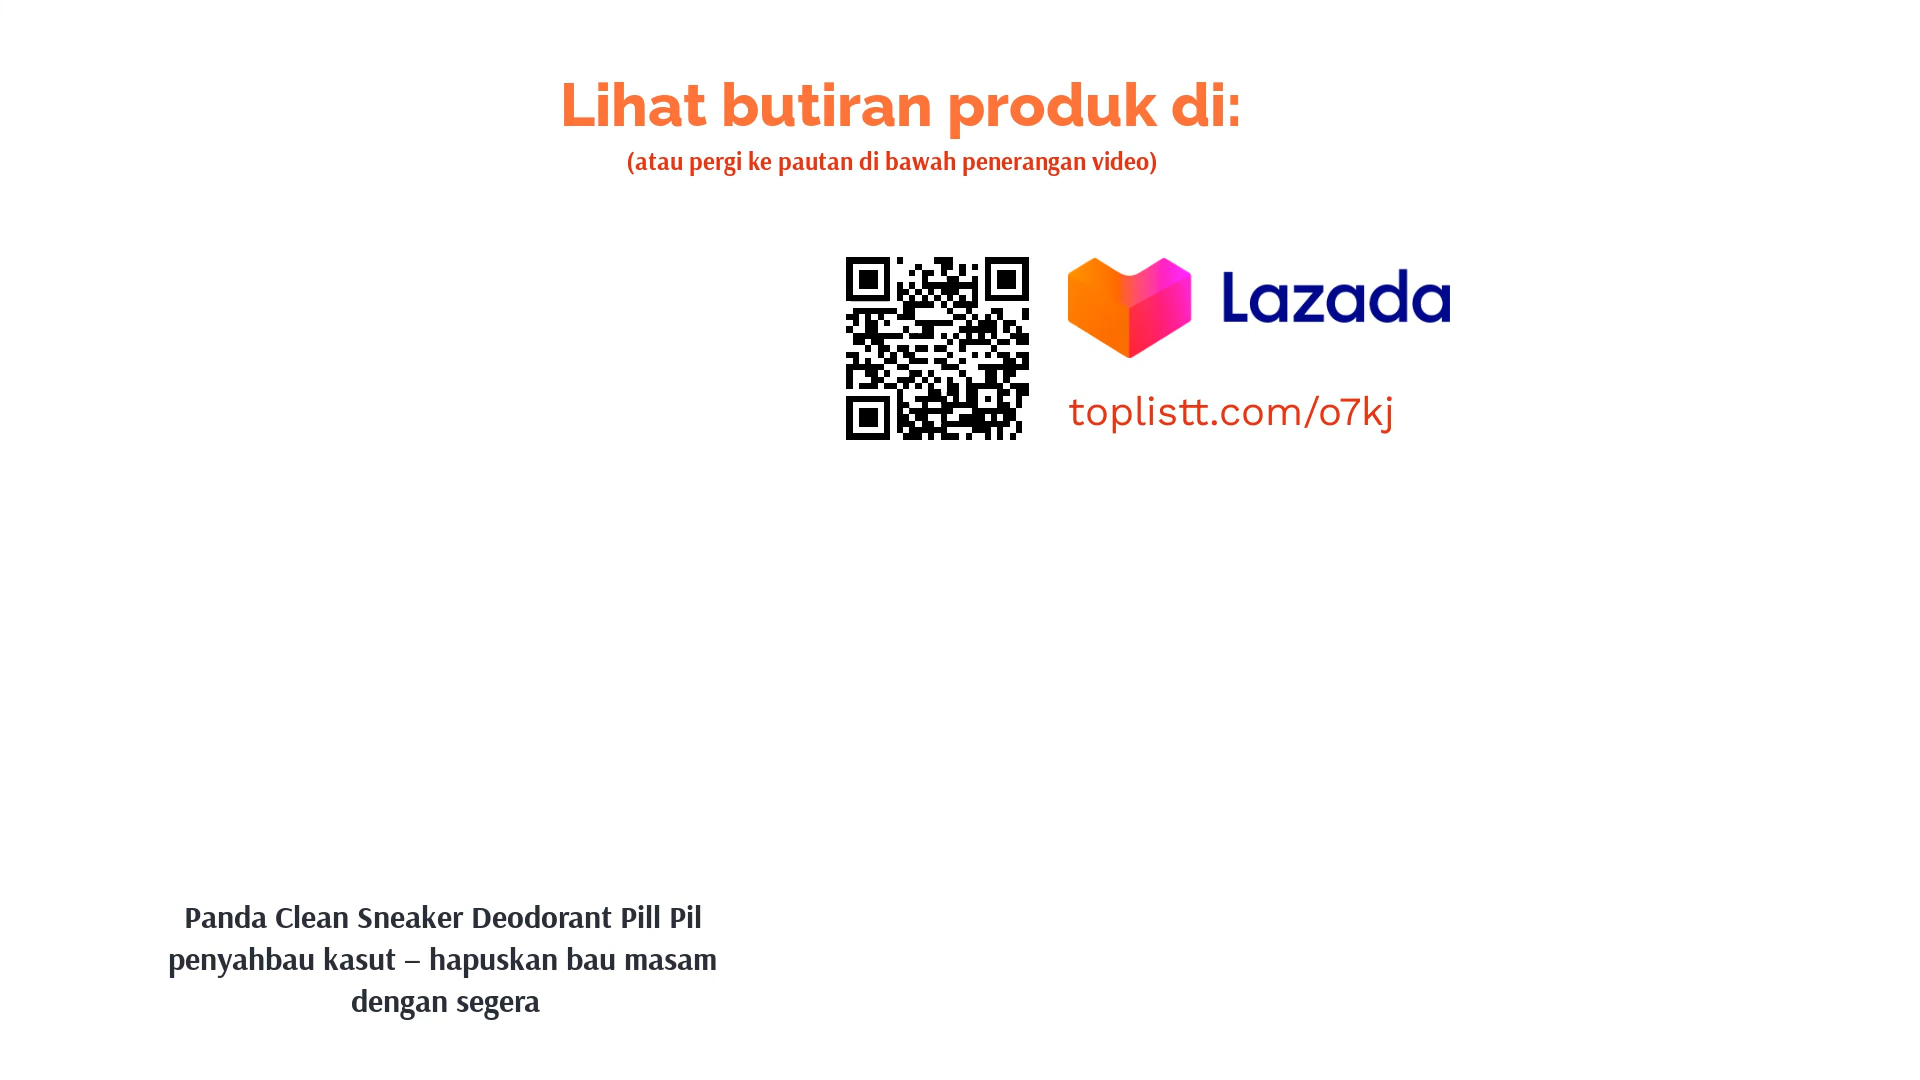 Lihat butiran produk di:
(atau pergi ke pautan di bawah penerangan video)
Lazada
toplistt.com/o7kj
Panda Clean Sneaker Deodorant Pill Pil
penyahbau kasut – hapuskan bau masam
dengan segera